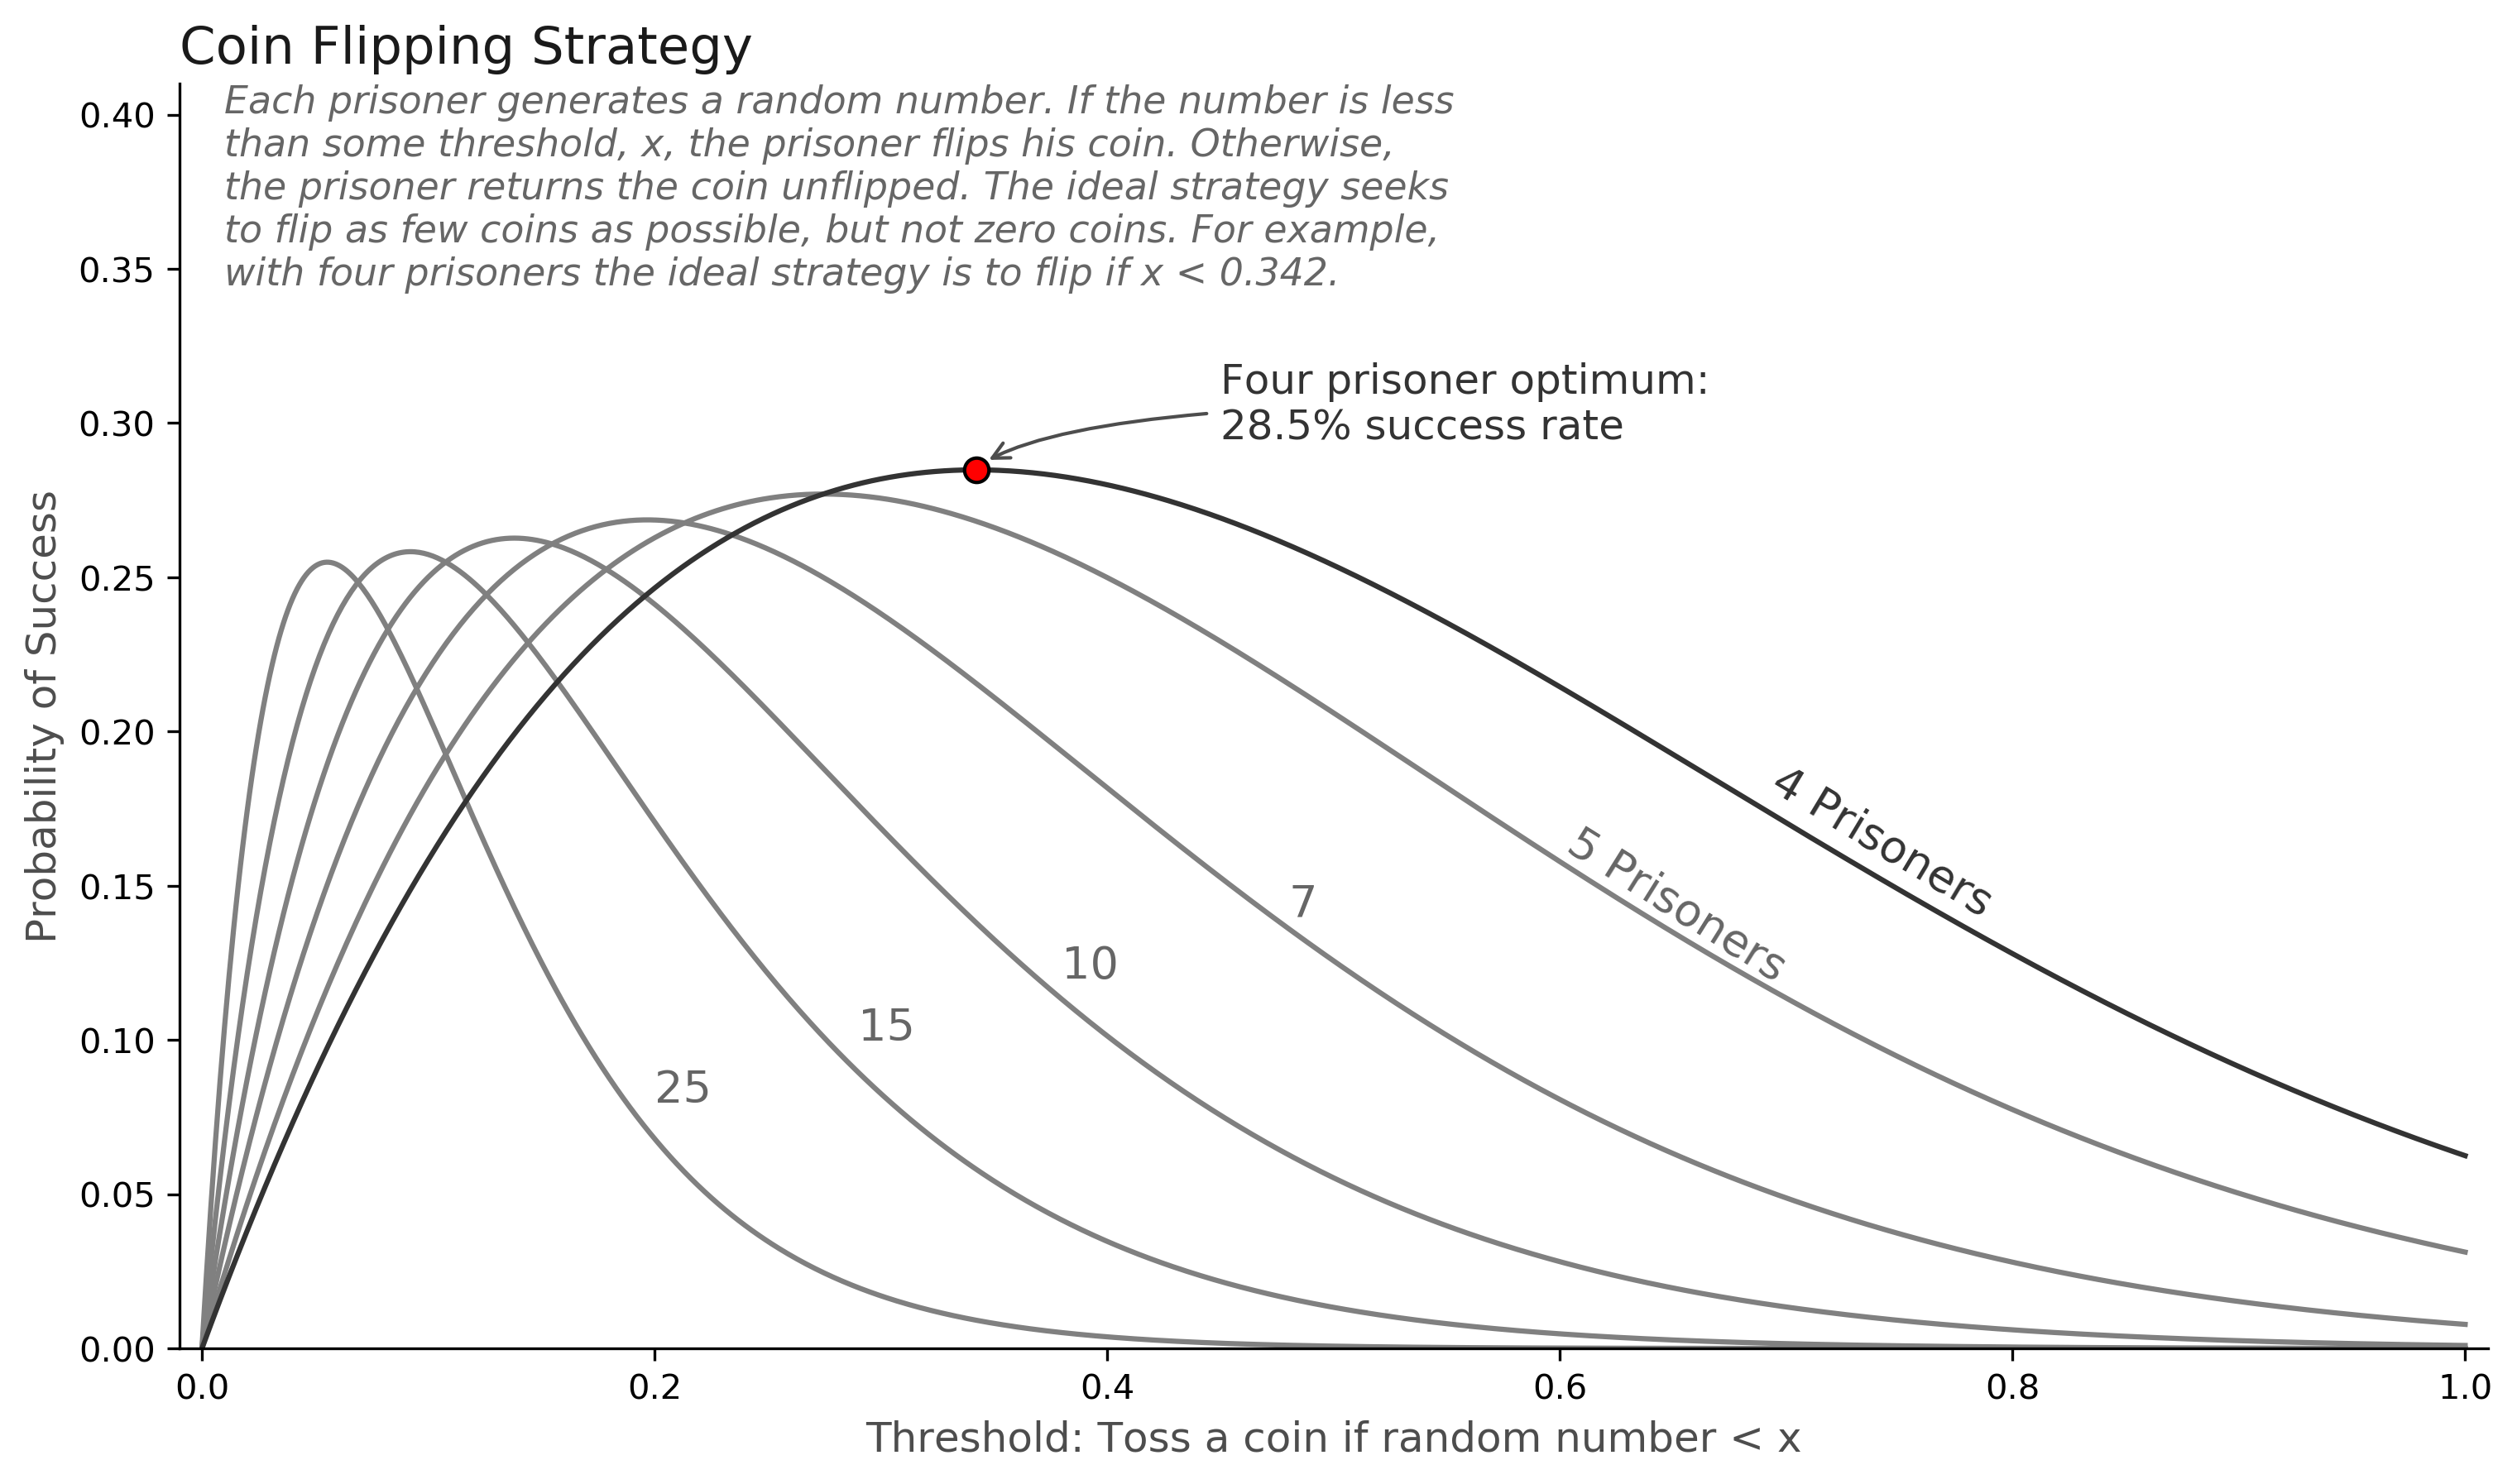 Coin Flipping Strategy
Each prisoner generates a random number. If the number is less
than some threshold, x, the prisoner flips his coin. Otherwise,
the prisoner returns the coin unflipped. The ideal strategy seeks
to flip as few coins as possible, but not zero coins. For example,
with four prisoners the ideal strategy is to flip if x < 0.342.
Four prisoner optimum:
28.5% success rate
4 Prisoners
5 Prisoners
7
10
15
25
Probability of Success
0.40
0.35
0.30
0.25
0.20
0.15
0.10
0.05
0.00
0.0
0.2
0.4
0.6
0.8
1.0
Threshold: Toss a coin if random number < x